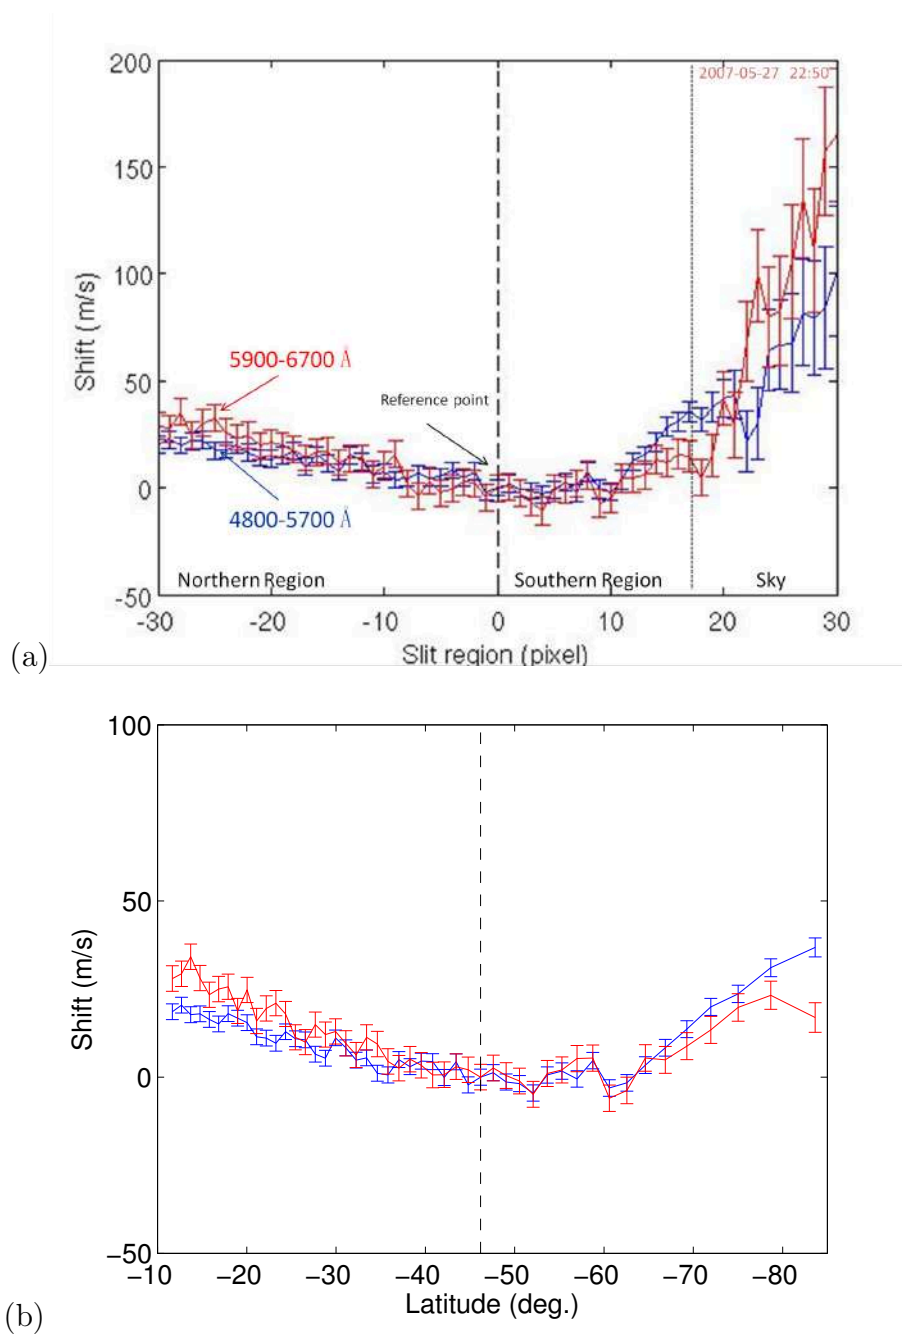 200
150
100
50
0
-50
Shift (m/s)
2007-05-27 22:50
5900-6700 Å
Reference point
4800-5700 Å
Northern Region
Southern Region
Sky
-30 -20 -10 0 10 20 30
Slit region (pixel)
(a)
100
50
0
−50
Shift (m/s)
−10 −20 −30 −40 −50 −60 −70 −80
Latitude (deg.)
(b)